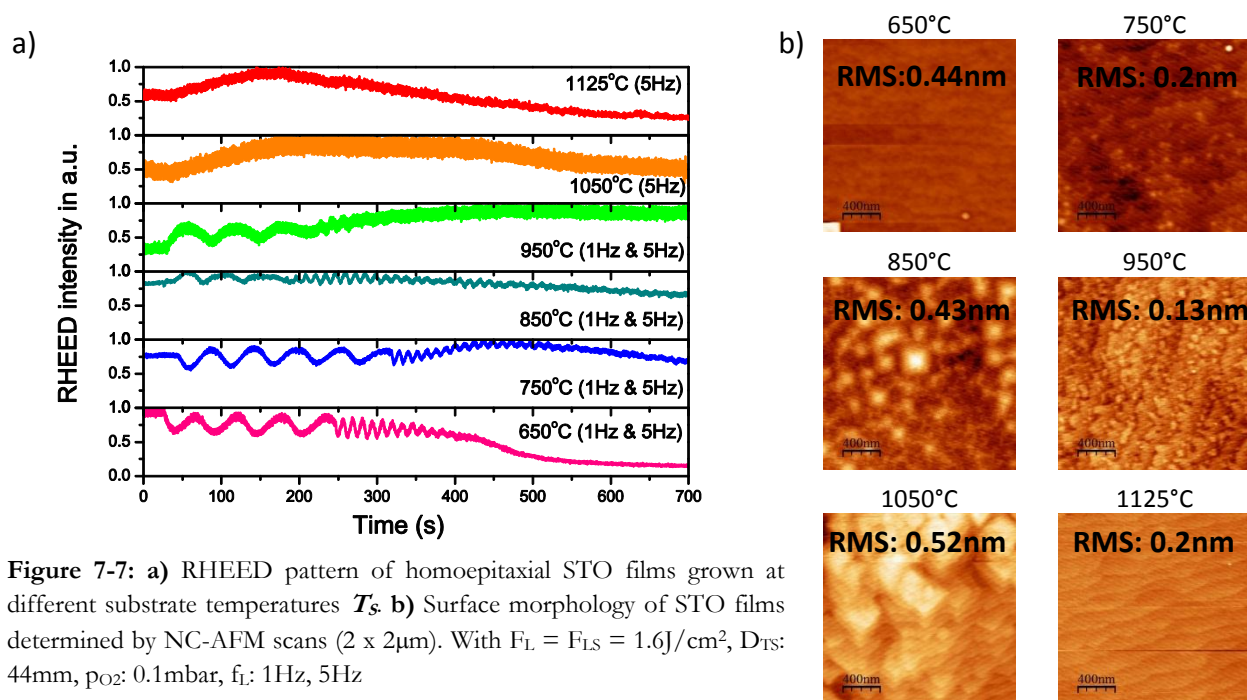 a)
RHEED intensity in a.u.
1.0
0.5
1125°C (5Hz)
1.0
0.5
1050°C (5Hz)
1.0
0.5
950°C (1Hz & 5Hz)
1.0
0.5
850°C (1Hz & 5Hz)
1.0
0.5
750°C (1Hz & 5Hz)
1.0
0.5
0.0
650°C (1Hz & 5Hz)
0 100 200 300 400 500 600 700
Time (s)
Figure 7-7: a) RHEED pattern of homoepitaxial STO films grown at
different substrate temperatures Tₛ. b) Surface morphology of STO films
determined by NC-AFM scans (2 x 2μm). With F_L = F_LS = 1.6J/cm², D_TS:
44mm, p_O2: 0.1mbar, f_L: 1Hz, 5Hz
b)
650°C
RMS:0.44nm
400nm
750°C
RMS: 0.2nm
400nm
850°C
RMS: 0.43nm
400nm
950°C
RMS: 0.13nm
400nm
1050°C
RMS: 0.52nm
400nm
1125°C
RMS: 0.2nm
400nm